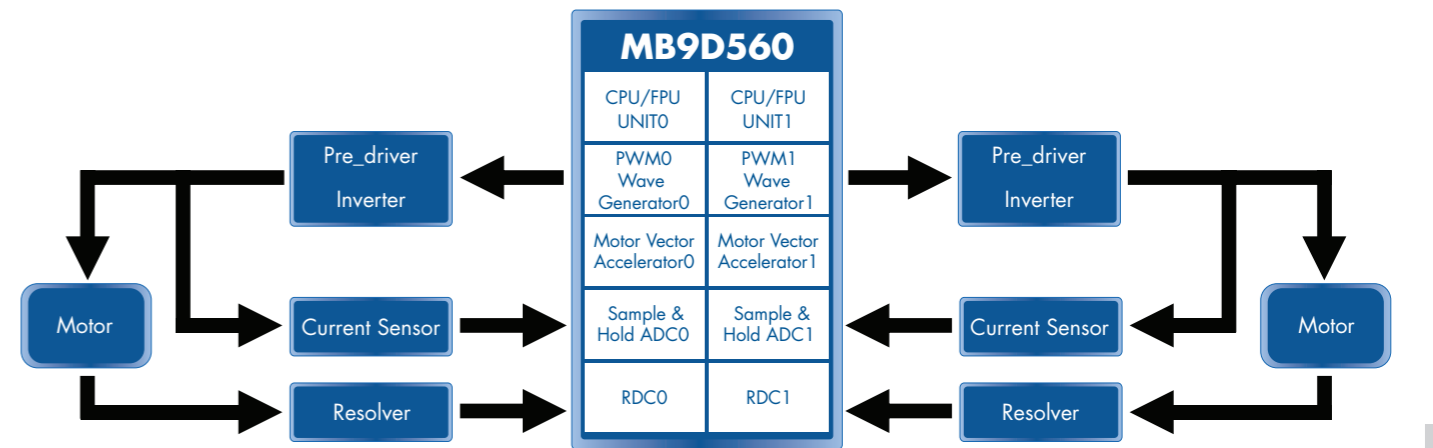 MB9D560
CPU/FPU
UNIT0
CPU/FPU
UNIT1
PWM0
Wave
Generator0
PWM1
Wave
Generator1
Motor Vector
Accelerator0
Motor Vector
Accelerator1
Sample &
Hold ADC0
Sample &
Hold ADC1
RDC0
RDC1
Pre_driver
Inverter
Motor
Current Sensor
Resolver
Pre_driver
Inverter
Current Sensor
Motor
Resolver